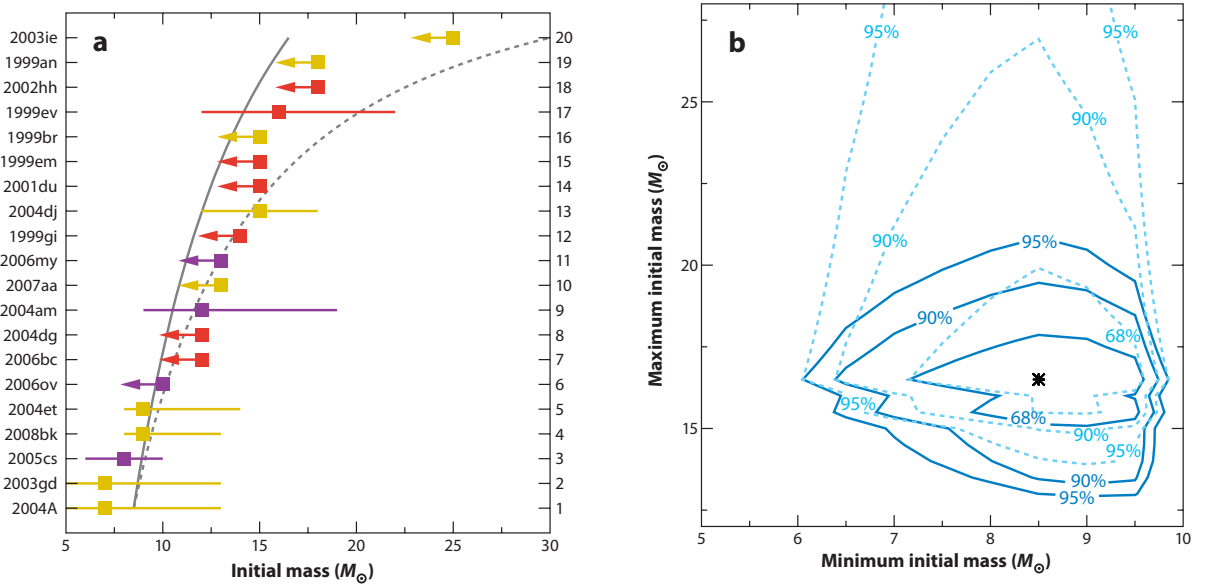 a
2003ie 20
1999an 19
2002hh 18
1999ev 17
1999br 16
1999em 15
2001du 14
2004dj 13
1999gi 12
2006my 11
2007aa 10
2004am 9
2004dg 8
2006bc 7
2006ov 6
2004et 5
2008bk 4
2005cs 3
2003gd 2
2004A 1
5 10 15 20 25 30
Initial mass (M⊙)
b
95% 95%
25
90%
90%
Maximum initial mass (M⊙)
20
95%
90%
68%
95%
68%
15
90%
95%
90%
95%
5 6 7 8 9 10
Minimum initial mass (M⊙)